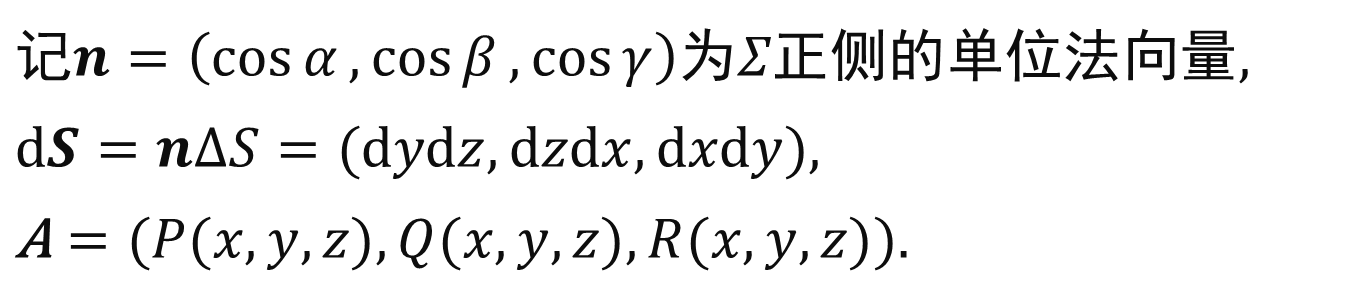 记n = (cos α , cos β , cos γ)为Σ正侧的单位法向量,
dS = nΔS = (dydz, dzdx, dxdy),
A = (P(x, y, z), Q(x, y, z), R(x, y, z)).